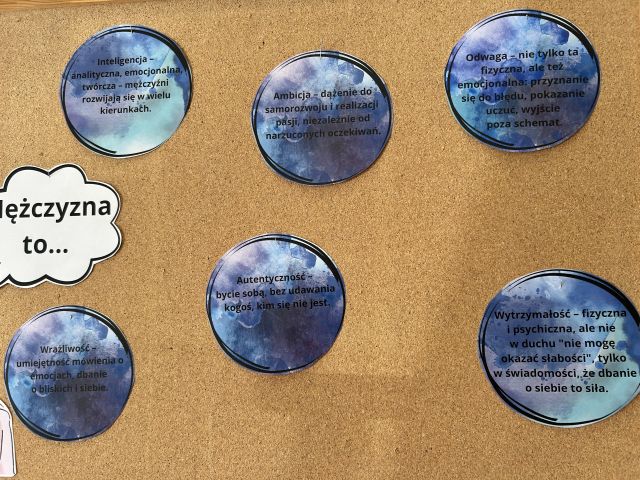 Inteligencja –
analityczna, emocjonalna,
twórcza – mężczyźni
rozwijają się w wielu
kierunkach.
Ambicja – dążenie do
samorozwoju i realizacji
pasji, niezależnie od
narzuconych oczekiwań.
Odwaga – nie tylko ta
fizyczna, ale też
emocjonalna: przyznanie
się do błędu, pokazanie
uczuć, wyjście
poza schemat.
ężczyzna
to...
Autentyczność –
bycie sobą, bez udawania
kogoś, kim się nie jest.
Wrażliwość –
umiejętność mówienia o
emocjach, dbanie
o bliskich i siebie.
Wytrzymałość – fizyczna
i psychiczna, ale nie
w duchu "nie mogę
okazać słabości", tylko
w świadomości, że dbanie
o siebie to siła.